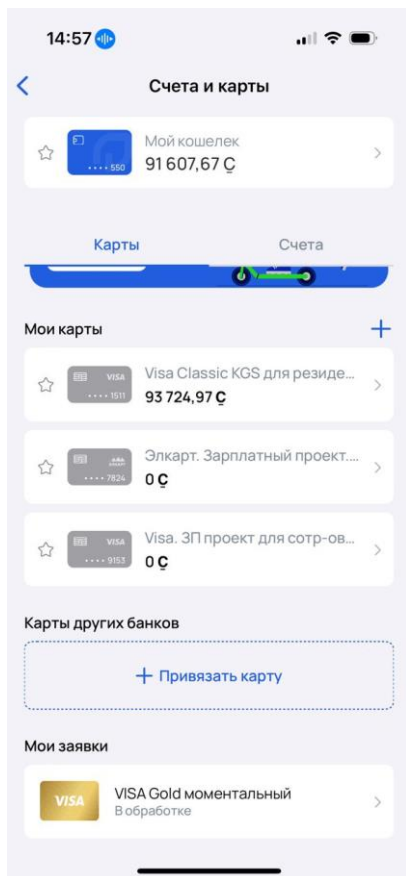 14:57
Счета и карты
Мой кошелек
•••• 550
91 607,67 С
Карты
Счета
Мои карты
VISA
•••• 1511
Visa Classic KGS для резиде...
93 724,97 С
•••• 7824
Элкарт. Зарплатный проект....
0 С
VISA
•••• 9153
Visa. ЗП проект для сотр-ов...
0 С
Карты других банков
+ Привязать карту
Мои заявки
VISA
VISA Gold моментальный
В обработке